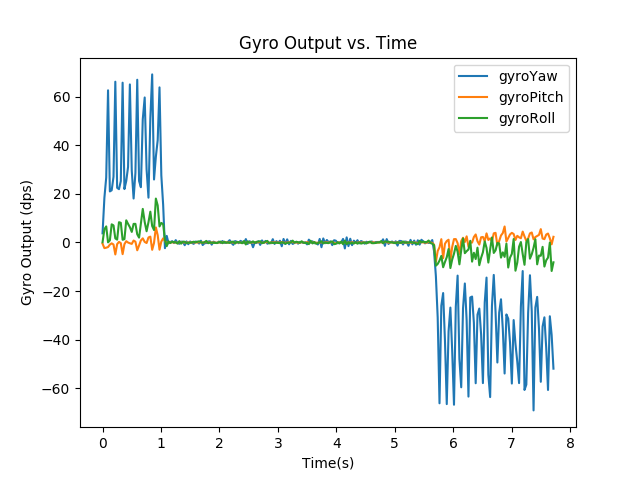 Gyro Output vs. Time
gyroYaw
gyroPitch
gyroRoll
60
40
20
0
−20
−40
−60
Gyro Output (dps)
0 1 2 3 4 5 6 7 8
Time(s)